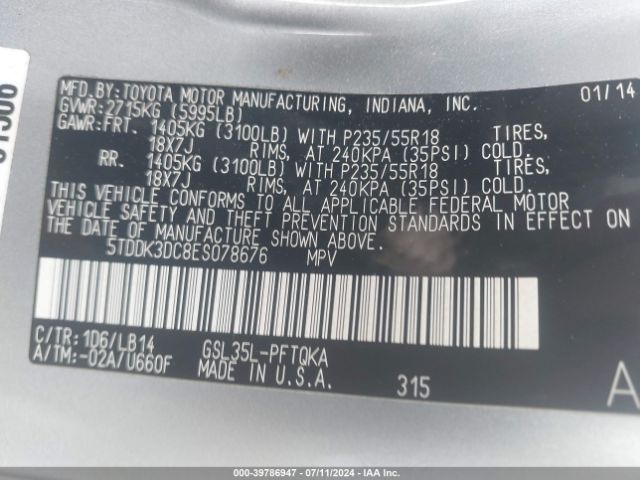 MFD.BY:TOYOTA MOTOR MANUFACTURING, INDIANA, INC. 01/14
GVWR:2715KG (5995LB)
GAWR:FRT. 1405KG (3100LB) WITH P235/55R18 TIRES,
18X7J RIMS, AT 240KPA (35PSI) COLD.
RR. 1405KG (3100LB) WITH P235/55R18 TIRES,
18X7J RIMS, AT 240KPA (35PSI) COLD.
THIS VEHICLE CONFORMS TO ALL APPLICABLE FEDERAL MOTOR
VEHICLE SAFETY AND THEFT PREVENTION STANDARDS IN EFFECT ON
THE DATE OF MANUFACTURE SHOWN ABOVE.
5TDDK3DC8ES078676 MPV
C/TR:1D6/LB14 GSL35L-PFTQKA
A/TM:-02A/U660F MADE IN U.S.A. 315 A
000-39786947 / 07/11/2024 - IAAI.COM